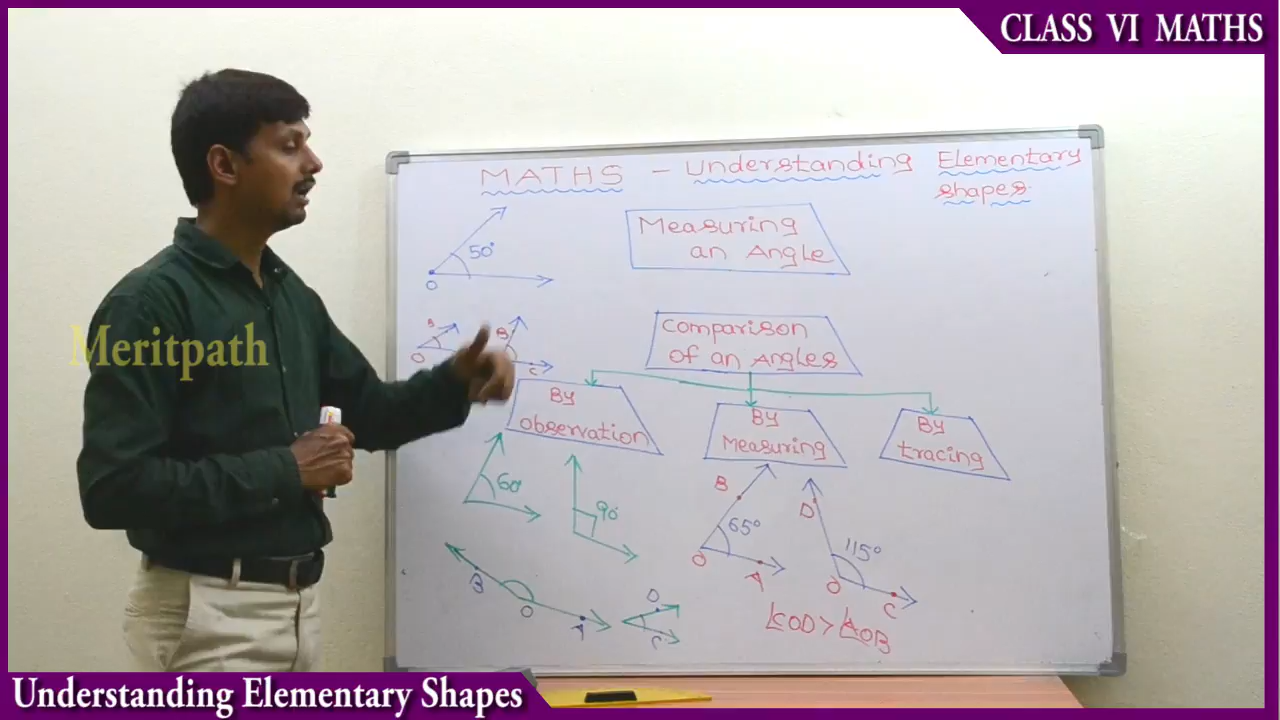 CLASS VI MATHS
MATHS - Understanding Elementary
shapes
50°
O
Measuring
an Angle
B
O
B
C
Comparison
of an Angles
By
observation
By
Measuring
By
tracing
60°
90°
B
65°
O
A
D
115°
O
C
B
O
A
D
C
∠COD > ∠AOB
Meritpath
Understanding Elementary Shapes